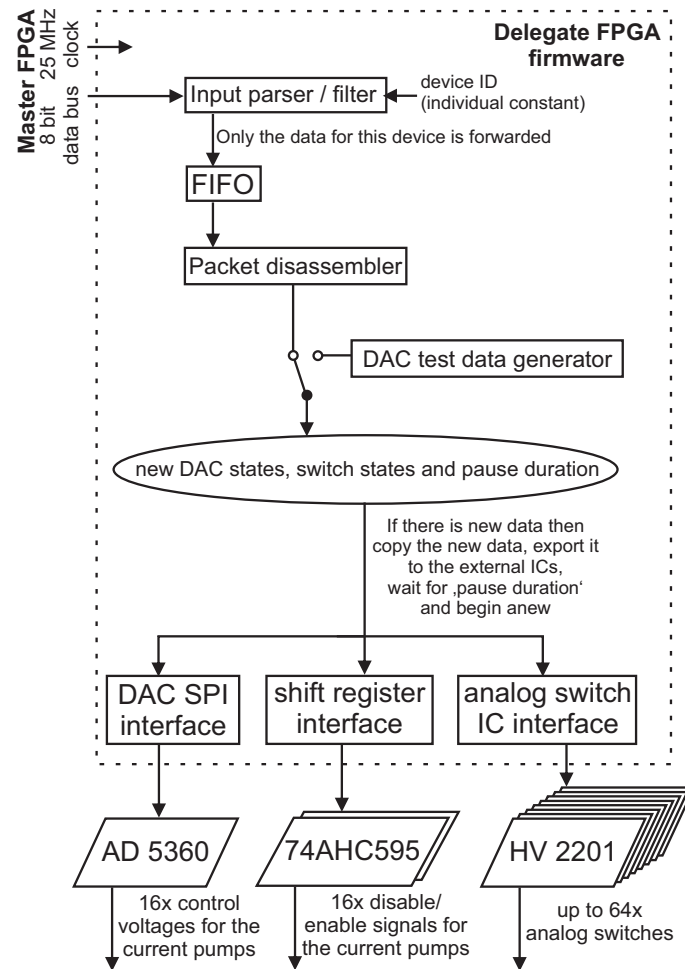 Master FPGA
8 bit 25 MHz
data bus clock
Delegate FPGA
firmware
Input parser / filter
device ID
(individual constant)
Only the data for this device is forwarded
FIFO
Packet disassembler
DAC test data generator
new DAC states, switch states and pause duration
If there is new data then
copy the new data, export it
to the external ICs,
wait for ‚pause duration‘
and begin anew
DAC SPI
interface
shift register
interface
analog switch
IC interface
AD 5360
74AHC595
HV 2201
16x control
voltages for the
current pumps
16x disable/
enable signals for
the current pumps
up to 64x
analog switches